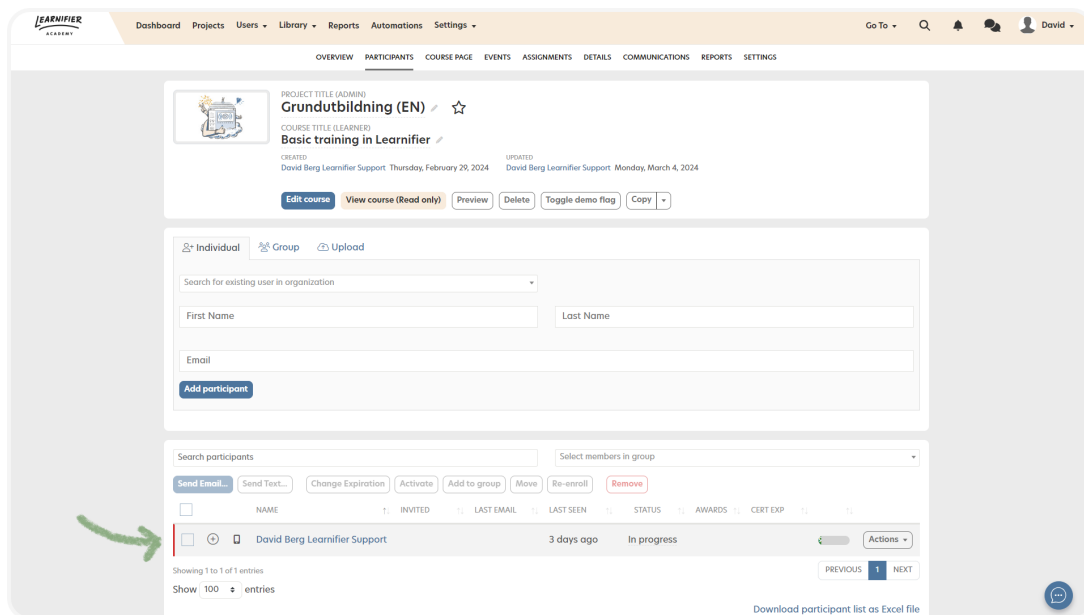 LEARNIFIER
ACADEMY
Dashboard Projects Users Library Reports Automations Settings Go To David
OVERVIEW PARTICIPANTS COURSE PAGE EVENTS ASSIGNMENTS DETAILS COMMUNICATIONS REPORTS SETTINGS
PROJECT TITLE (ADMIN)
Grundutbildning (EN)
COURSE TITLE (LEARNER)
Basic training in Learnifier
CREATED UPDATED
David Berg Learnifier Support Thursday, February 29, 2024 David Berg Learnifier Support Monday, March 4, 2024
Edit course View course (Read only) Preview Delete Toggle demo flag Copy
Individual Group Upload
Search for existing user in organization
First Name Last Name
Email
Add participant
Search participants Select members in group
Send Email... Send Text... Change Expiration Activate Add to group Move Re-enroll Remove
NAME INVITED LAST EMAIL LAST SEEN STATUS AWARDS CERT EXP
David Berg Learnifier Support 3 days ago In progress Actions
Showing 1 to 1 of 1 entries PREVIOUS 1 NEXT
Show 100 entries
Download participant list as Excel file